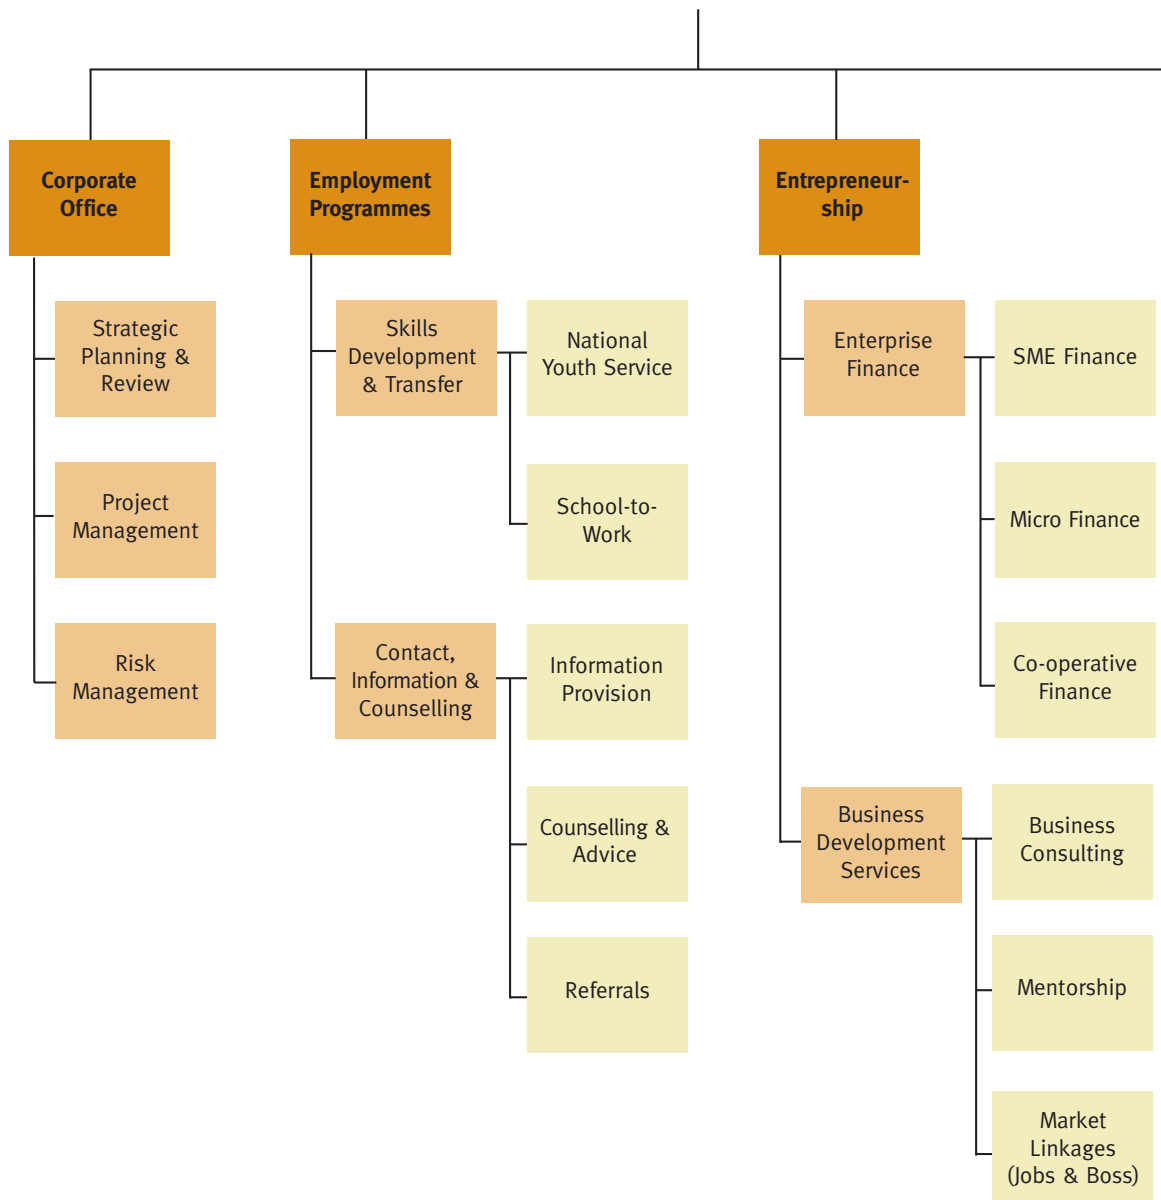 Corporate
Office
Strategic
Planning &
Review
Project
Management
Risk
Management
Employment
Programmes
Skills
Development
& Transfer
National
Youth Service
School-to-
Work
Contact,
Information &
Counselling
Information
Provision
Counselling &
Advice
Referrals
Entrepreneur-
ship
Enterprise
Finance
SME Finance
Micro Finance
Co-operative
Finance
Business
Development
Services
Business
Consulting
Mentorship
Market
Linkages
(Jobs & Boss)